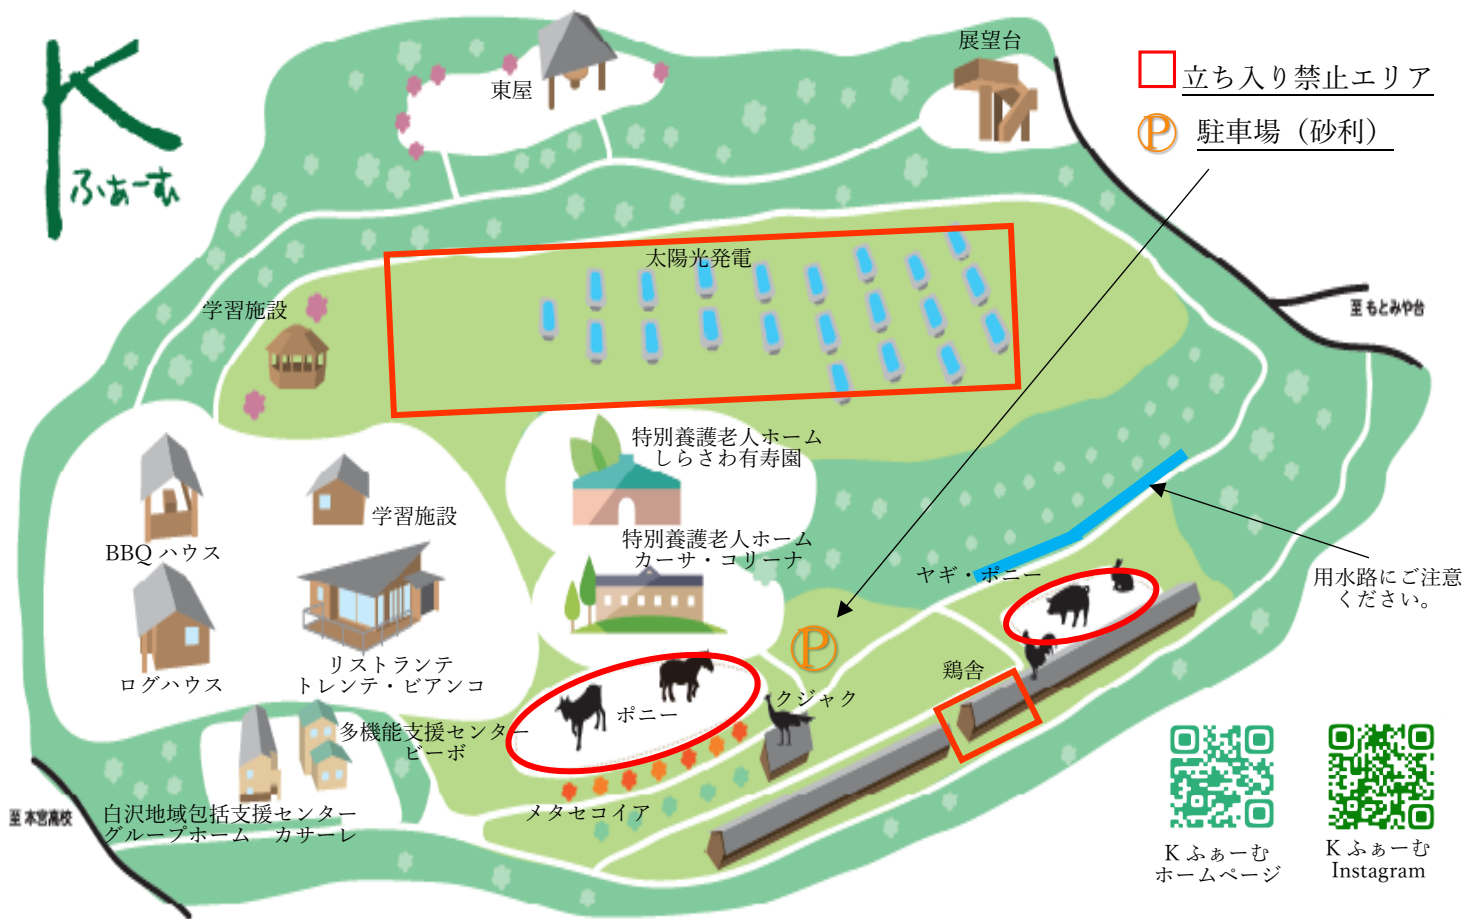 K
ふぁーむ
東屋
展望台
立ち入り禁止エリア
P
駐車場（砂利）
太陽光発電
学習施設
至 もとみや台
特別養護老人ホーム
しらさわ有寿園
学習施設
BBQ ハウス
特別養護老人ホーム
カーサ・コリーナ
ヤギ・ポニー
用水路にご注意
ください。
P
リストランテ
トレンテ・ビアンコ
ログハウス
鶏舎
クジャク
ポニー
多機能支援センター
ビーボ
メタセコイア
白沢地域包括支援センター
グループホーム　カサーレ
至 本宮高校
K ふぁーむ
ホームページ
K ふぁーむ
Instagram